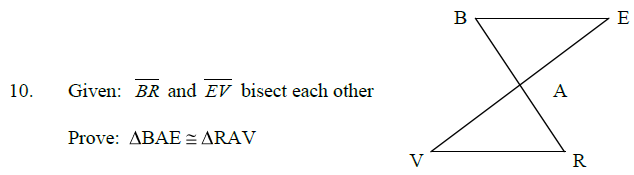 B E
10. Given: BR and EV bisect each other
A
Prove: ΔBAE ≅ ΔRAV
V R